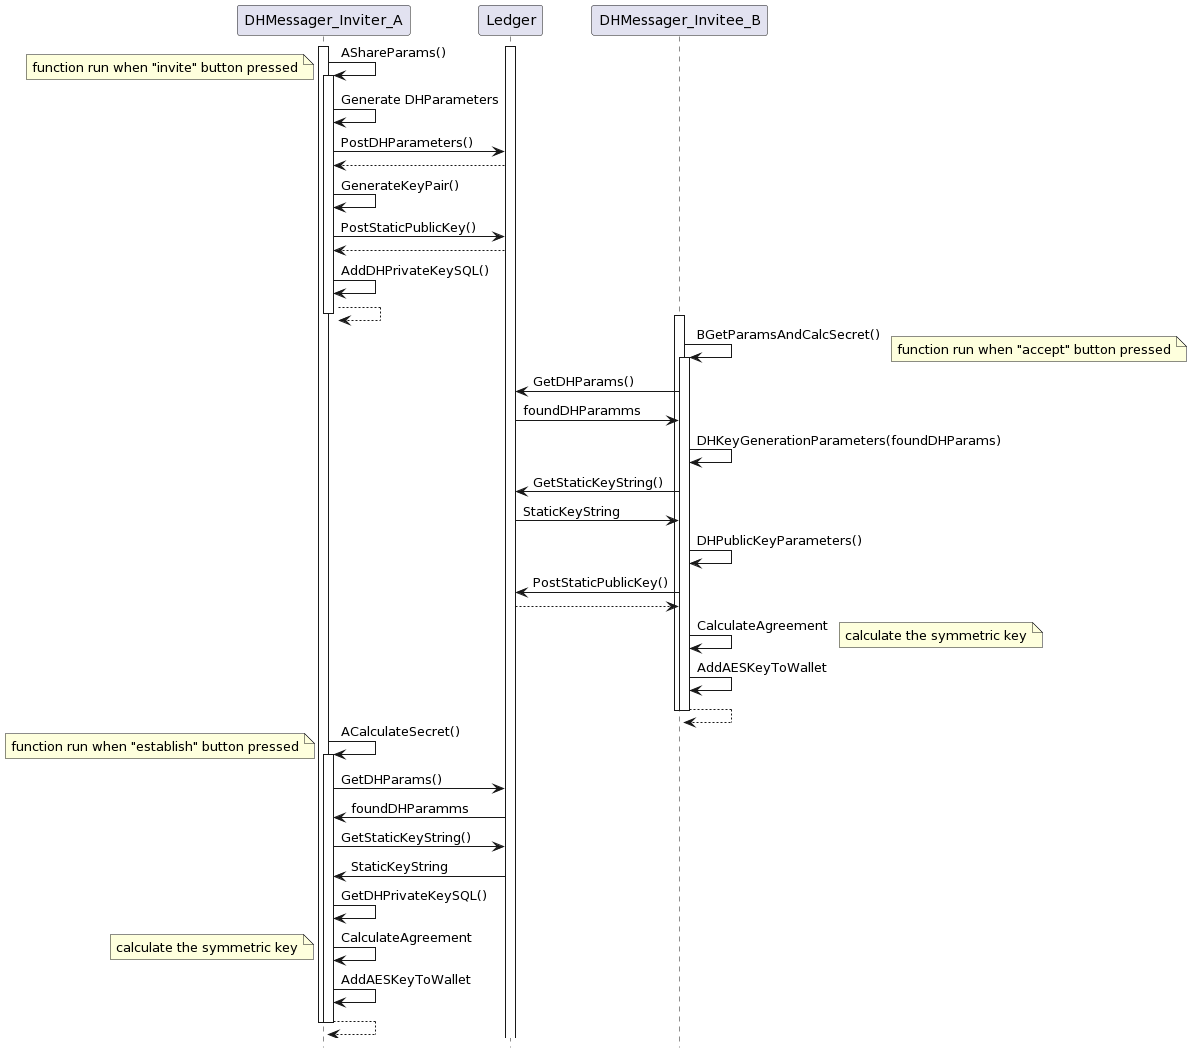 DHMessager_Inviter_A
Ledger
DHMessager_Invitee_B
AShareParams()
function run when "invite" button pressed
Generate DHParameters
PostDHParameters()
GenerateKeyPair()
PostStaticPublicKey()
AddDHPrivateKeySQL()
BGetParamsAndCalcSecret()
function run when "accept" button pressed
GetDHParams()
foundDHParamms
DHKeyGenerationParameters(foundDHParams)
GetStaticKeyString()
StaticKeyString
DHPublicKeyParameters()
PostStaticPublicKey()
CalculateAgreement
calculate the symmetric key
AddAESKeyToWallet
ACalculateSecret()
function run when "establish" button pressed
GetDHParams()
foundDHParamms
GetStaticKeyString()
StaticKeyString
GetDHPrivateKeySQL()
CalculateAgreement
calculate the symmetric key
AddAESKeyToWallet